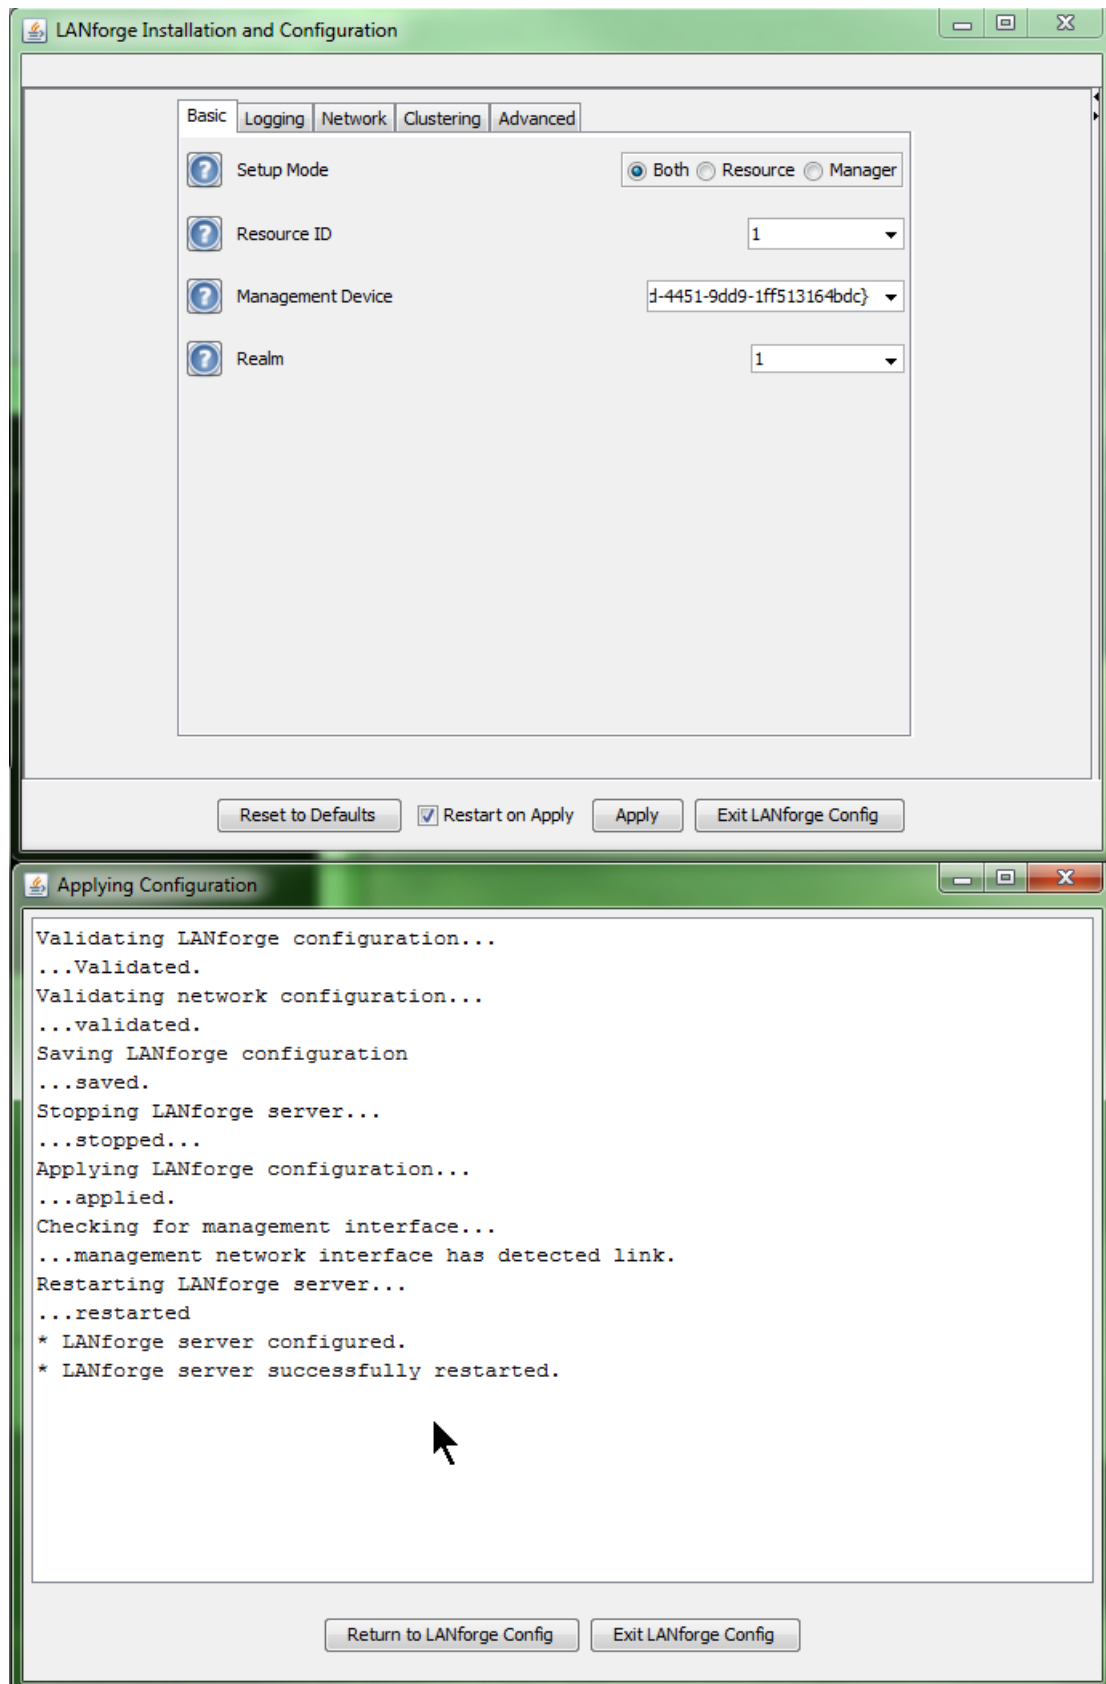 LANforge Installation and Configuration
Basic Logging Network Clustering Advanced
Setup Mode Both Resource Manager
Resource ID 1
Management Device d-4451-9dd9-1ff513164bdc}
Realm 1
Reset to Defaults Restart on Apply Apply Exit LANforge Config
Applying Configuration
Validating LANforge configuration...
...Validated.
Validating network configuration...
...validated.
Saving LANforge configuration
...saved.
Stopping LANforge server...
...stopped...
Applying LANforge configuration...
...applied.
Checking for management interface...
...management network interface has detected link.
Restarting LANforge server...
...restarted
* LANforge server configured.
* LANforge server successfully restarted.
Return to LANforge Config Exit LANforge Config